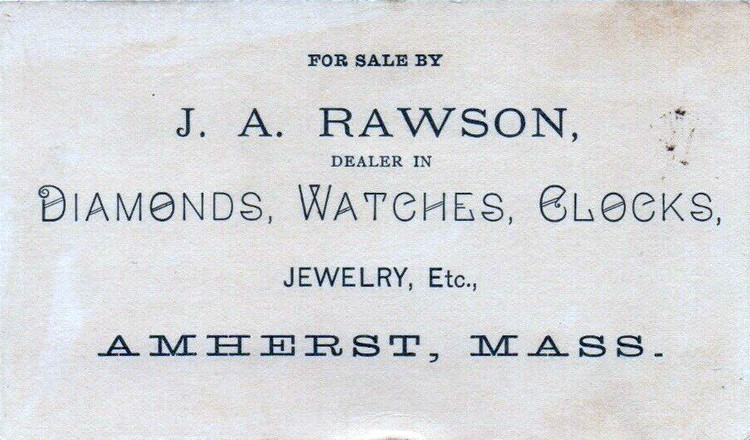 FOR SALE BY
J. A. RAWSON,
DEALER IN
DIAMONDS, WATCHES, CLOCKS,
JEWELRY, Etc.,
AMHERST, MASS.